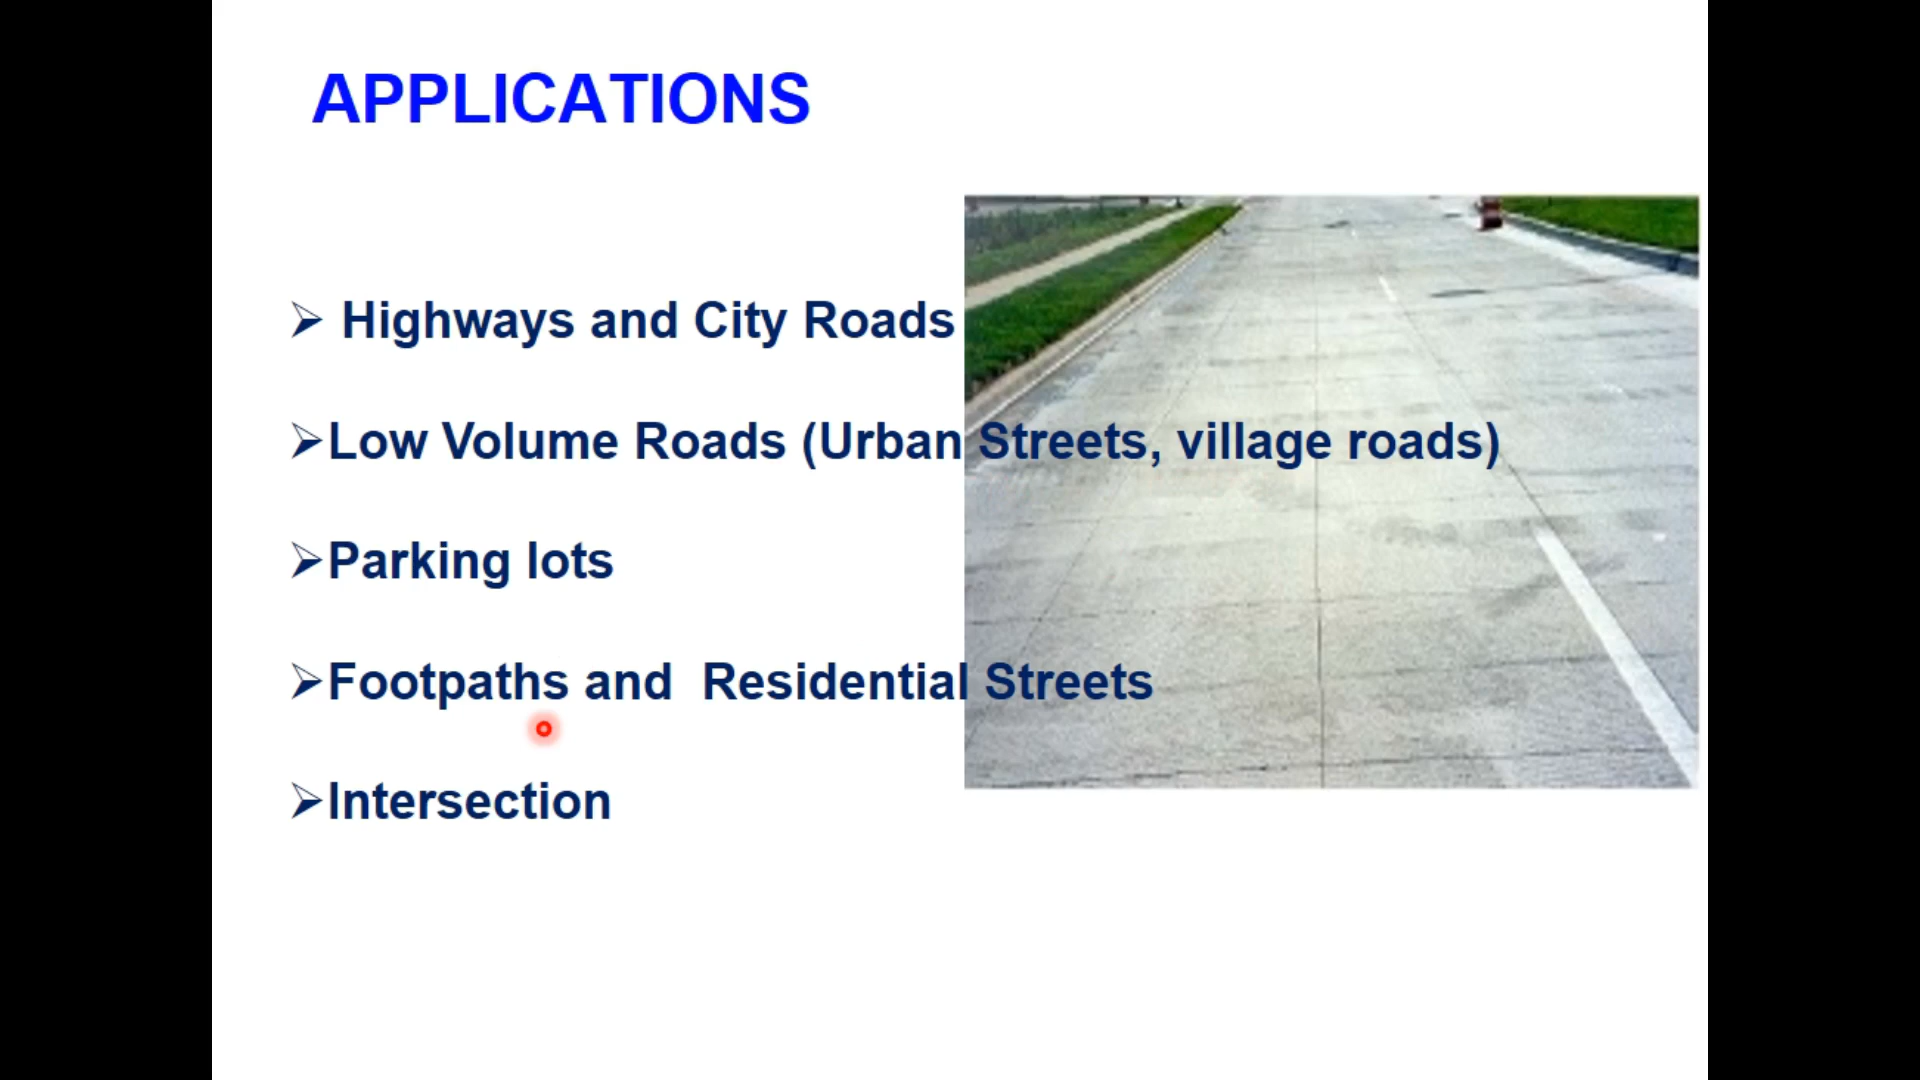 APPLICATIONS
➢ Highways and City Roads
➢Low Volume Roads (Urban Streets, village roads)
➢Parking lots
➢Footpaths and  Residential Streets
➢Intersection